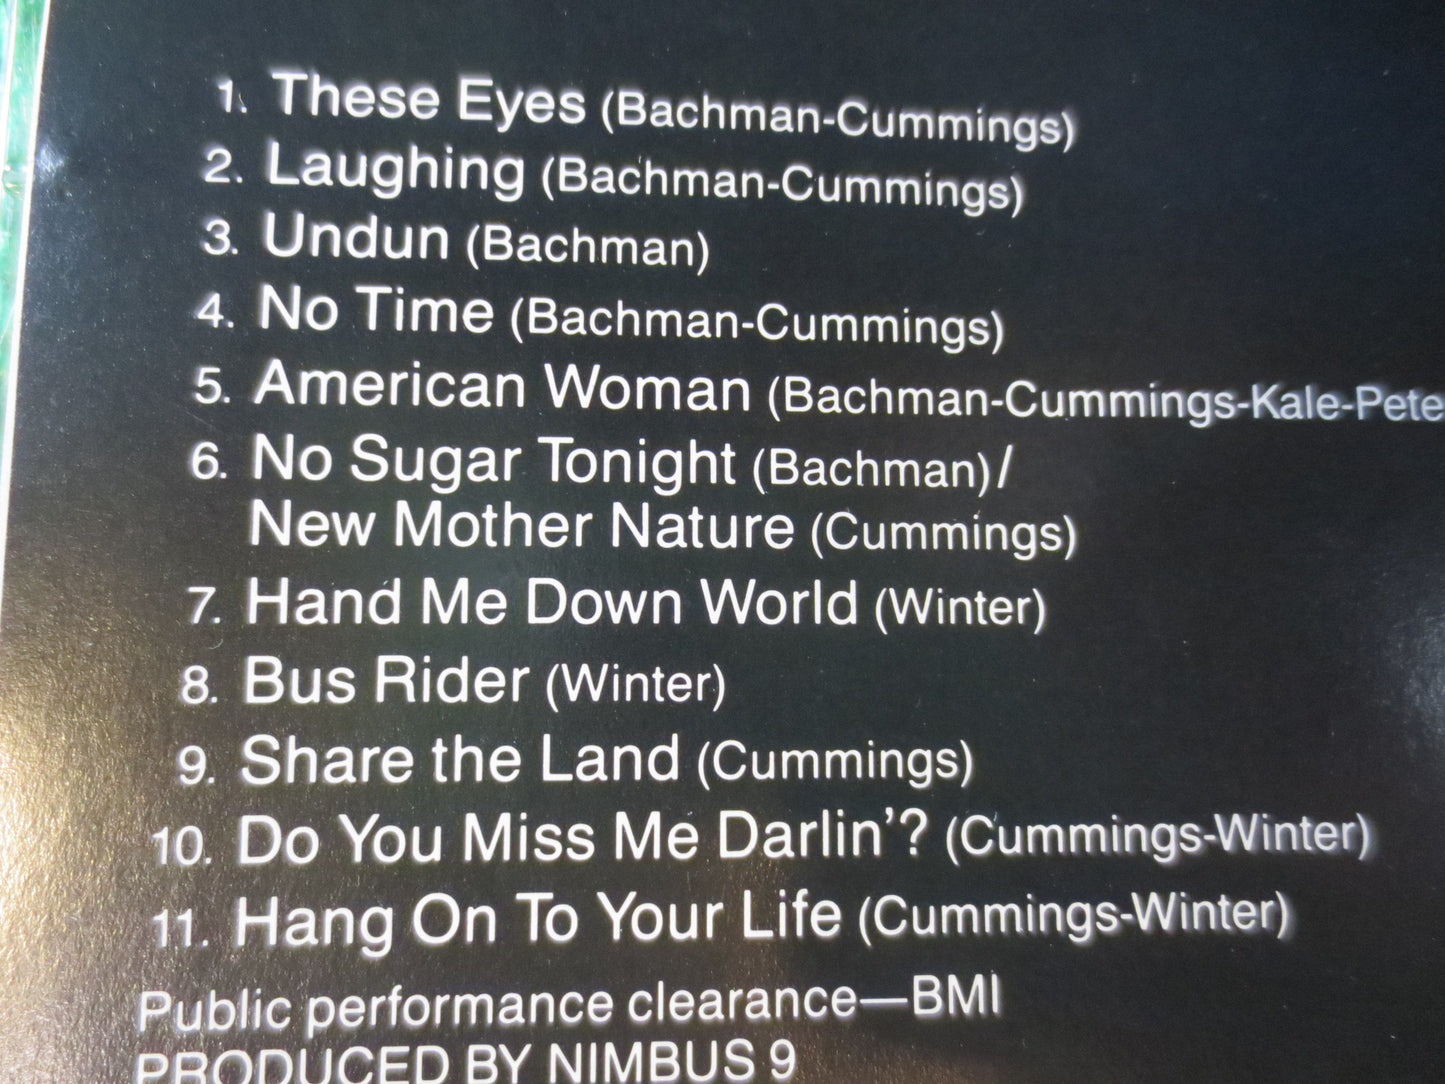 1. These Eyes (Bachman-Cummings)
2. Laughing (Bachman-Cummings)
3. Undun (Bachman)
4. No Time (Bachman-Cummings)
5. American Woman (Bachman-Cummings-Kale-Pete
6. No Sugar Tonight (Bachman)/
New Mother Nature (Cummings)
7. Hand Me Down World (Winter)
8. Bus Rider (Winter)
9. Share the Land (Cummings)
10. Do You Miss Me Darlin'? (Cummings-Winter)
11. Hang On To Your Life (Cummings-Winter)
Public performance clearance—BMI
PRODUCED BY NIMBUS 9